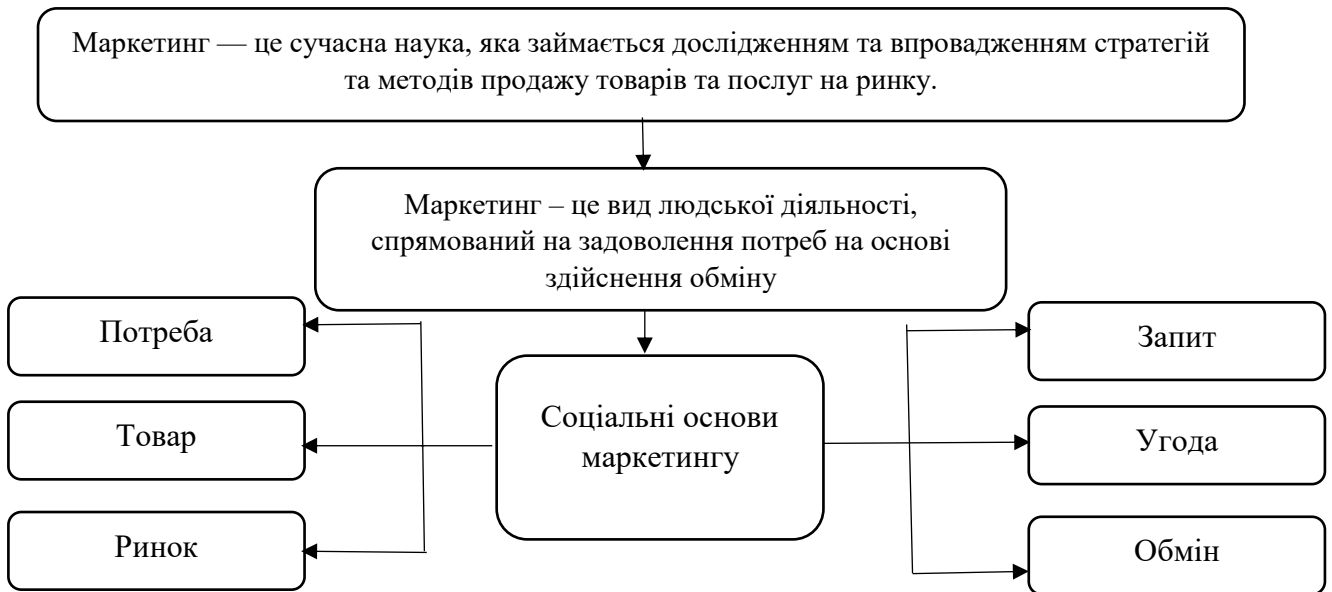 Маркетинг — це сучасна наука, яка займається дослідженням та впровадженням стратегій
та методів продажу товарів та послуг на ринку.
Маркетинг – це вид людської діяльності,
спрямований на задоволення потреб на основі
здійснення обміну
Потреба
Товар
Ринок
Соціальні основи
маркетингу
Запит
Угода
Обмін